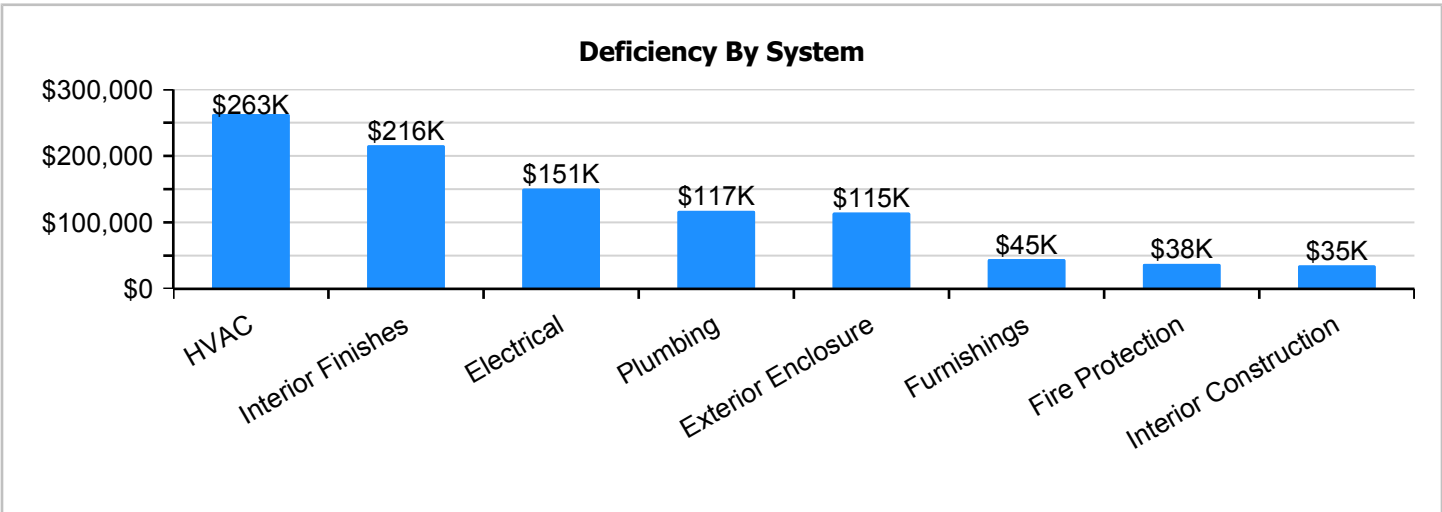 Deficiency By System
$300,000
$200,000
$100,000
$0
$263K
$216K
$151K
$117K
$115K
$45K
$38K
$35K
HVAC
Interior Finishes
Electrical
Plumbing
Exterior Enclosure
Furnishings
Fire Protection
Interior Construction